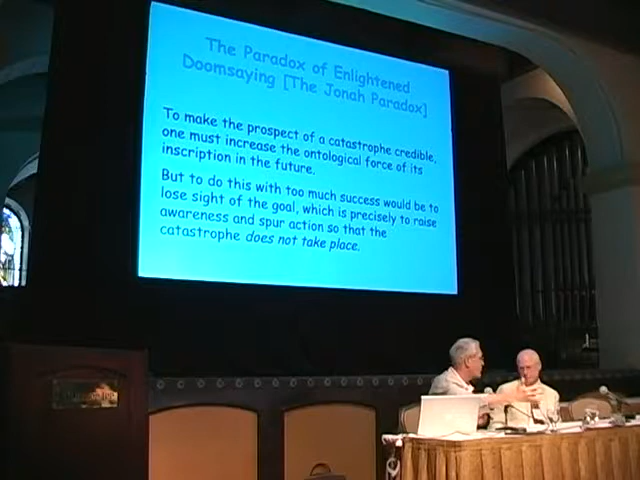 The Paradox of Enlightened
Doomsaying [The Jonah Paradox]
To make the prospect of a catastrophe credible,
one must increase the ontological force of its
inscription in the future.
But to do this with too much success would be to
lose sight of the goal, which is precisely to raise
awareness and spur action so that the
catastrophe does not take place.